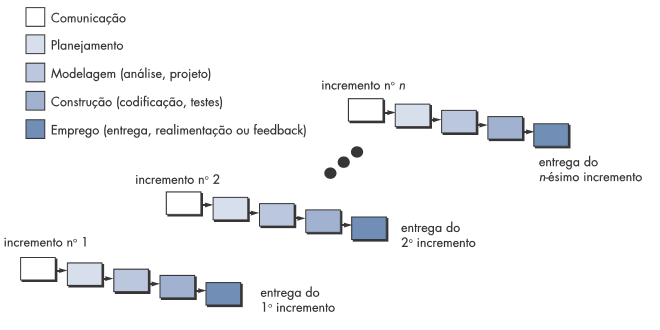 Comunicação
Planejamento
Modelagem (análise, projeto)
Construção (codificação, testes)
Emprego (entrega, realimentação ou feedback)
incremento n° n
entrega do
n-ésimo incremento
incremento n° 2
entrega do
2° incremento
incremento n° 1
entrega do
1° incremento